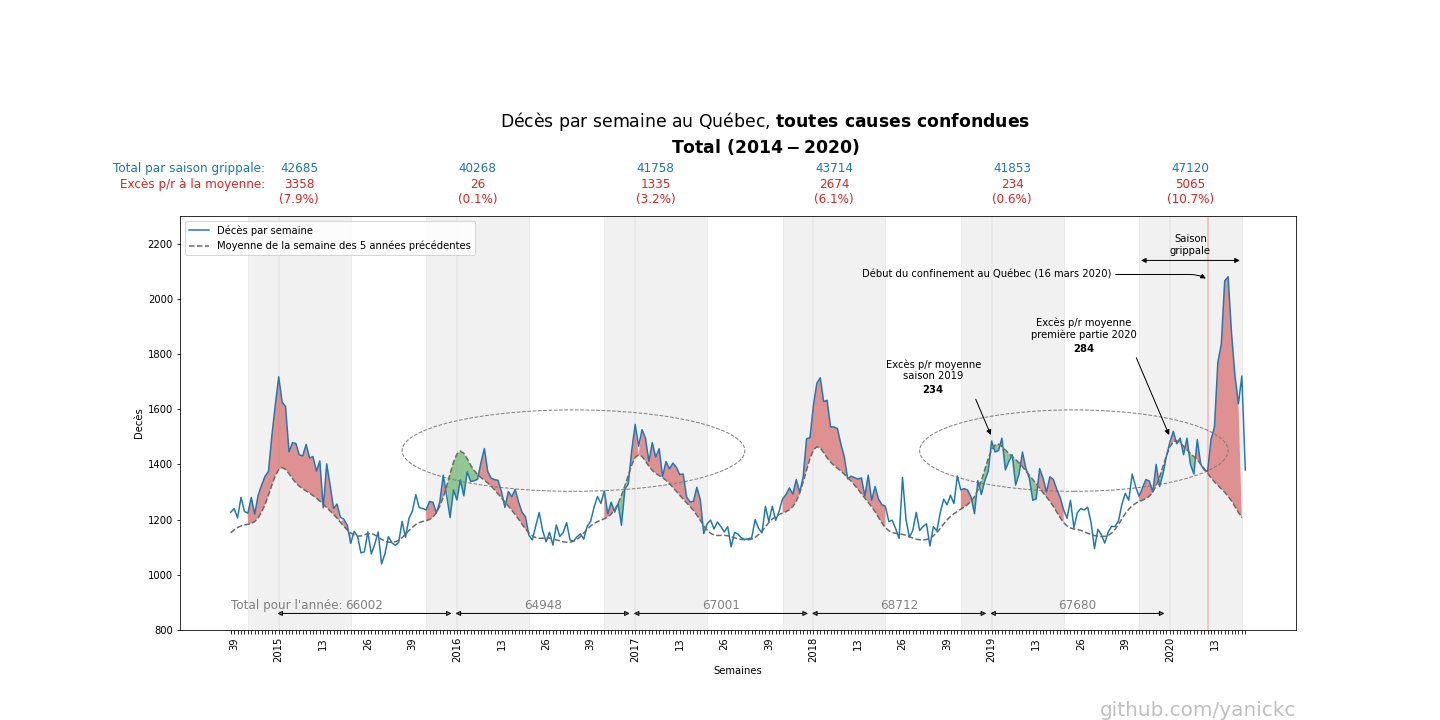 Décès par semaine au Québec, toutes causes confondues
Total (2014 – 2020)
Total par saison grippale: 42685 40268 41758 43714 41853 47120
Excès p/r à la moyenne: 3358 26 1335 2674 234 5065
(7.9%) (0.1%) (3.2%) (6.1%) (0.6%) (10.7%)
Décès par semaine
Moyenne de la semaine des 5 années précédentes
Saison
grippale
Début du confinement au Québec (16 mars 2020)
Excès p/r moyenne
première partie 2020
284
Excès p/r moyenne
saison 2019
234
2200
2000
1800
1600
1400
1200
1000
800
Decès
Total pour l'année: 66002 64948 67001 68712 67680
39 2015 13 26 39 2016 13 26 39 2017 13 26 39 2018 13 26 39 2019 13 26 39 2020 13
Semaines
github.com/yanickc